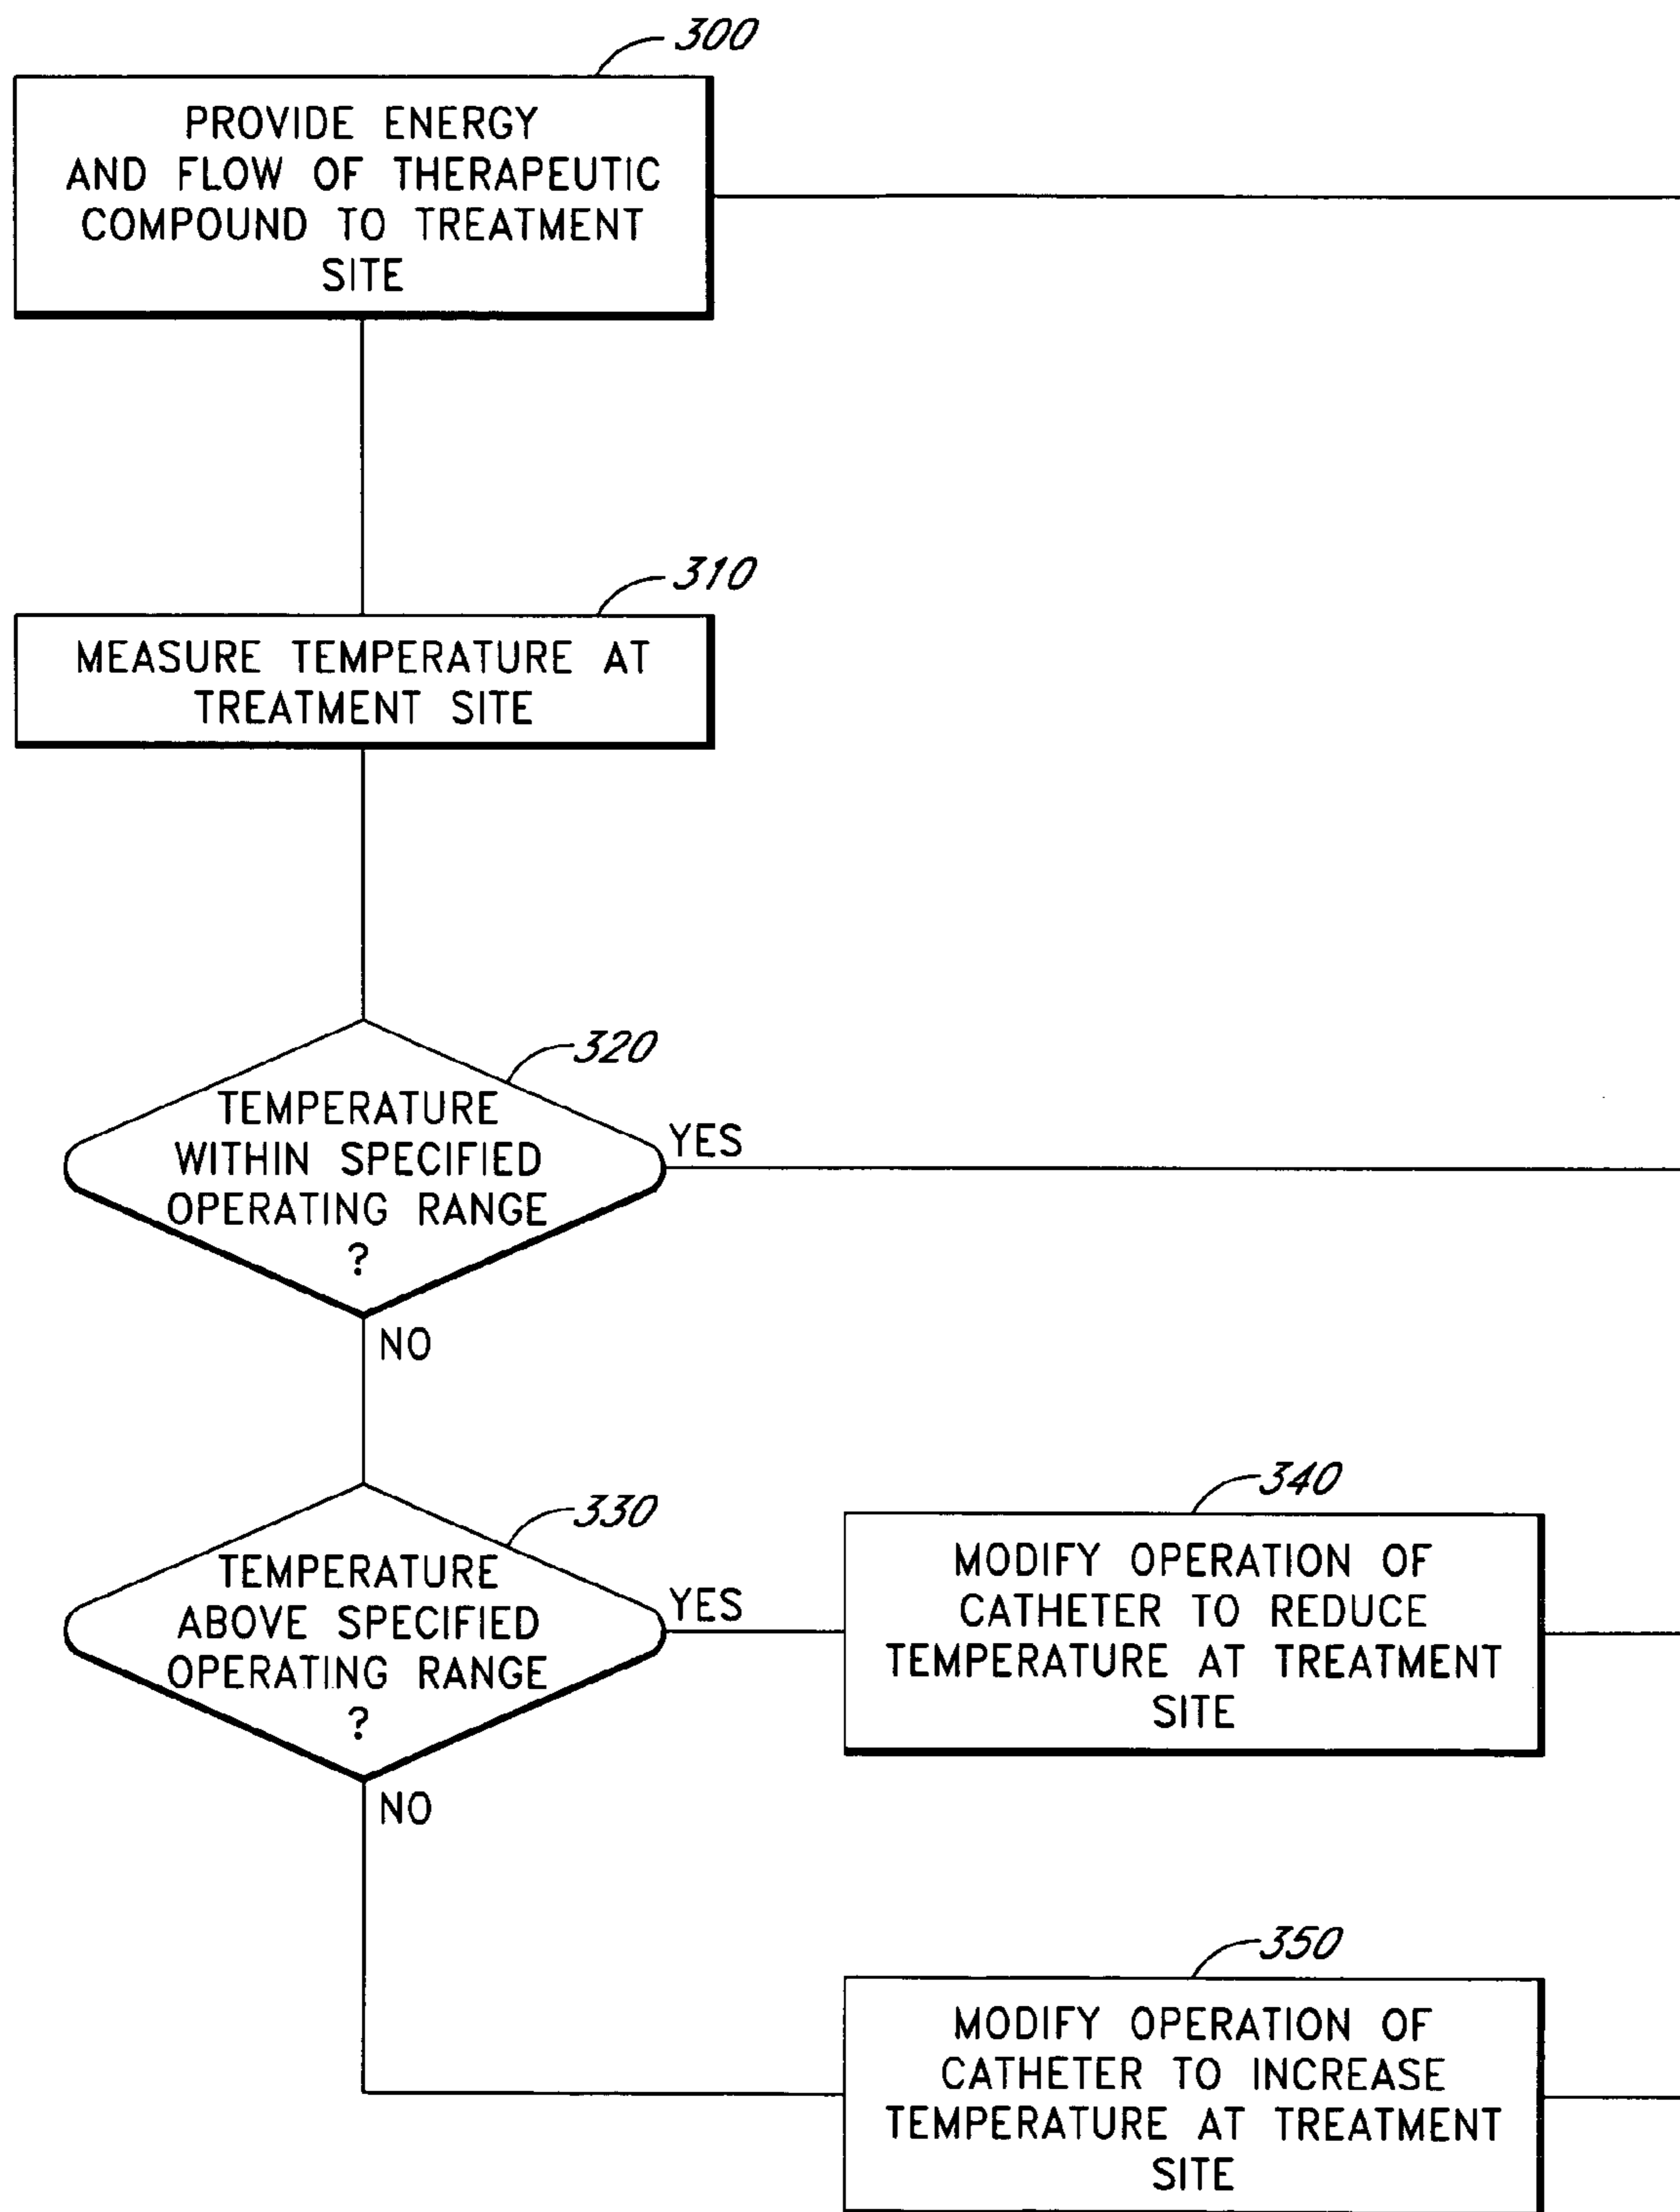 300
PROVIDE ENERGY
AND FLOW OF THERAPEUTIC
COMPOUND TO TREATMENT
SITE
310
MEASURE TEMPERATURE AT
TREATMENT SITE
320
TEMPERATURE
WITHIN SPECIFIED
OPERATING RANGE
?
YES
NO
330
TEMPERATURE
ABOVE SPECIFIED
OPERATING RANGE
?
YES
NO
340
MODIFY OPERATION OF
CATHETER TO REDUCE
TEMPERATURE AT TREATMENT
SITE
350
MODIFY OPERATION OF
CATHETER TO INCREASE
TEMPERATURE AT TREATMENT
SITE